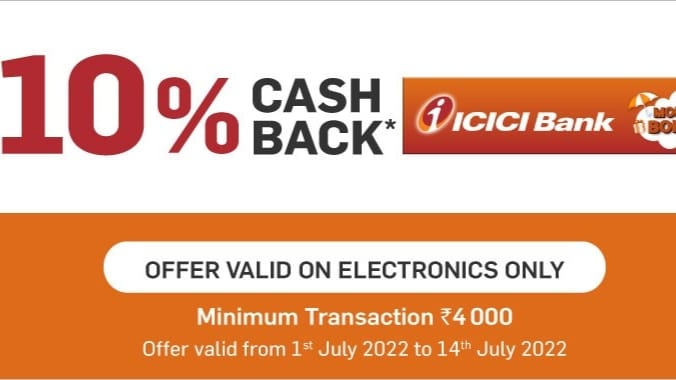 10% CASH
BACK*
ICICI Bank
OFFER VALID ON ELECTRONICS ONLY
Minimum Transaction ₹4 000
Offer valid from 1st July 2022 to 14th July 2022